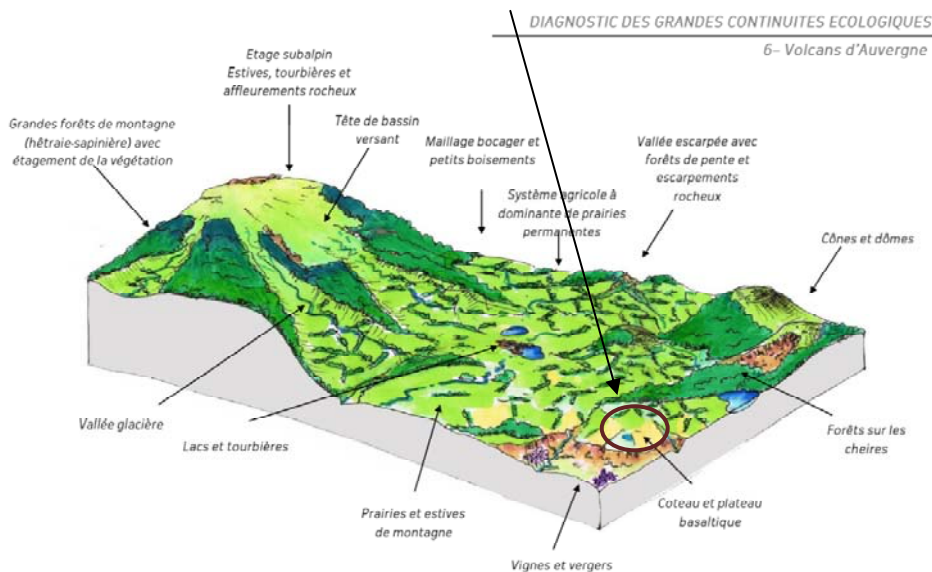 DIAGNOSTIC DES GRANDES CONTINUITES ECOLOGIQUES
6– Volcans d'Auvergne
Etage subalpin
Estives, tourbières et
affleurements rocheux
Grandes forêts de montagne
(hêtraie-sapinière) avec
étagement de la végétation
Tête de bassin
versant
Maillage bocager et
petits boisements
Vallée escarpée avec
forêts de pente et
escarpements
rocheux
Système agricole à
dominante de prairies
permanentes
Cônes et dômes
Vallée glacière
Lacs et tourbières
Prairies et estives
de montagne
Vignes et vergers
Coteau et plateau
basaltique
Forêts sur les
cheires